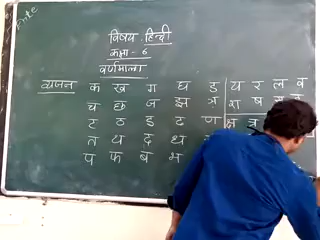 विषय हिन्दी
कक्षा - 6
वर्णमाला
व्यंजन क ख ग घ ड य र ल व
च छ ज झ ञ श ष
ट ठ ड ढ ण क्ष त्र
त थ द ध
प फ ब भ